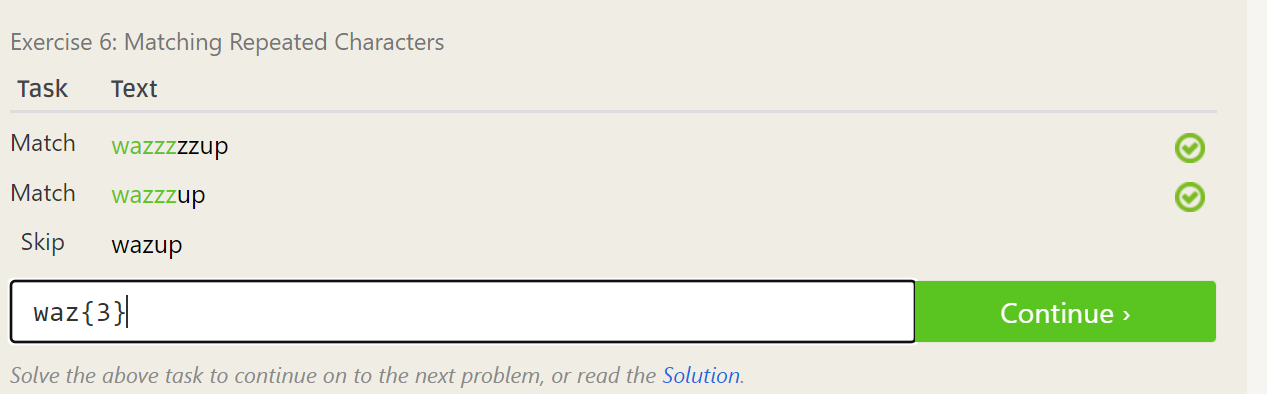 Exercise 6: Matching Repeated Characters
Task Text
Match wazzzzzup
Match wazzzup
Skip wazup
waz{3}
Continue ›
Solve the above task to continue on to the next problem, or read the Solution.